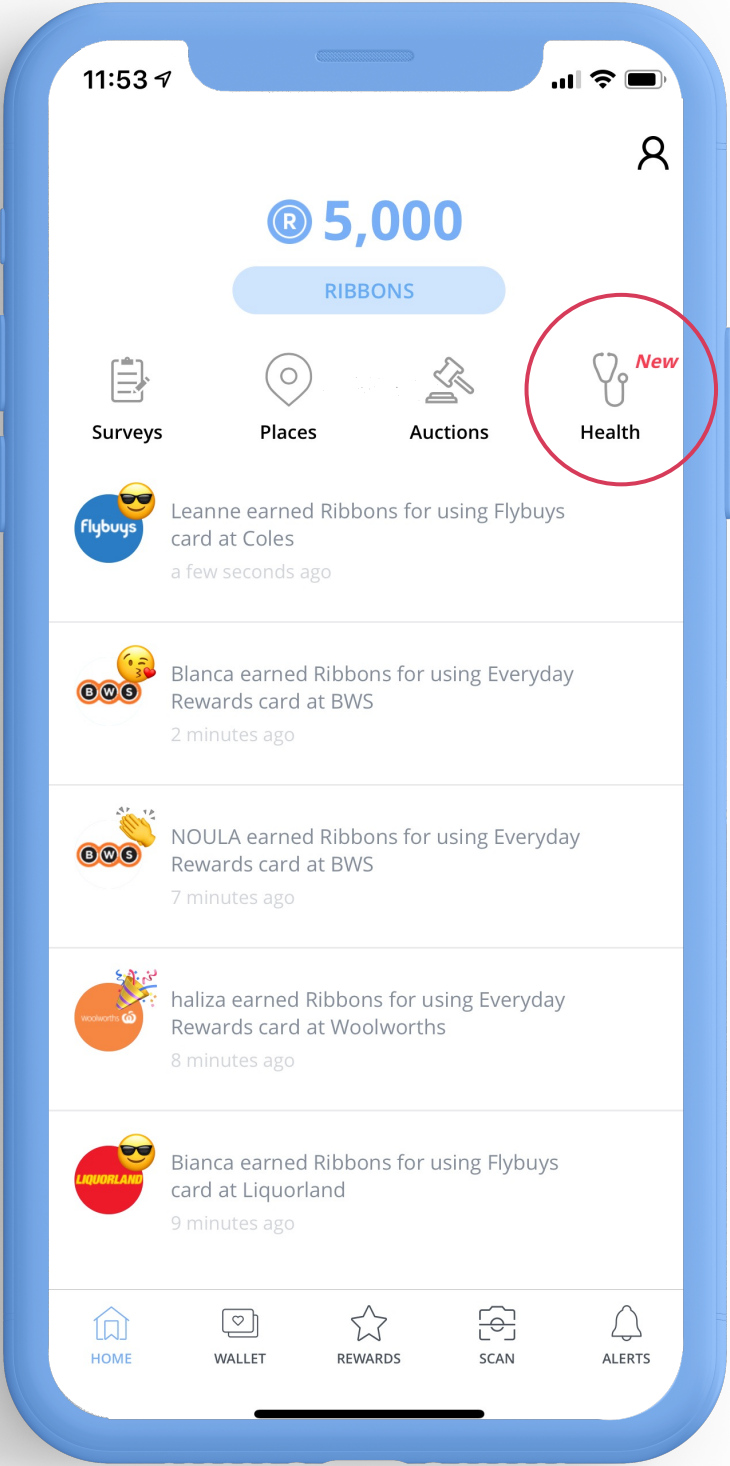 11:53
R 5,000
RIBBONS
New
Surveys Places Auctions Health
flybuys
Leanne earned Ribbons for using Flybuys
card at Coles
a few seconds ago
BWS
Blanca earned Ribbons for using Everyday
Rewards card at BWS
2 minutes ago
BWS
NOULA earned Ribbons for using Everyday
Rewards card at BWS
7 minutes ago
woolworths
haliza earned Ribbons for using Everyday
Rewards card at Woolworths
8 minutes ago
LIQUORLAND
Bianca earned Ribbons for using Flybuys
card at Liquorland
9 minutes ago
HOME WALLET REWARDS SCAN ALERTS